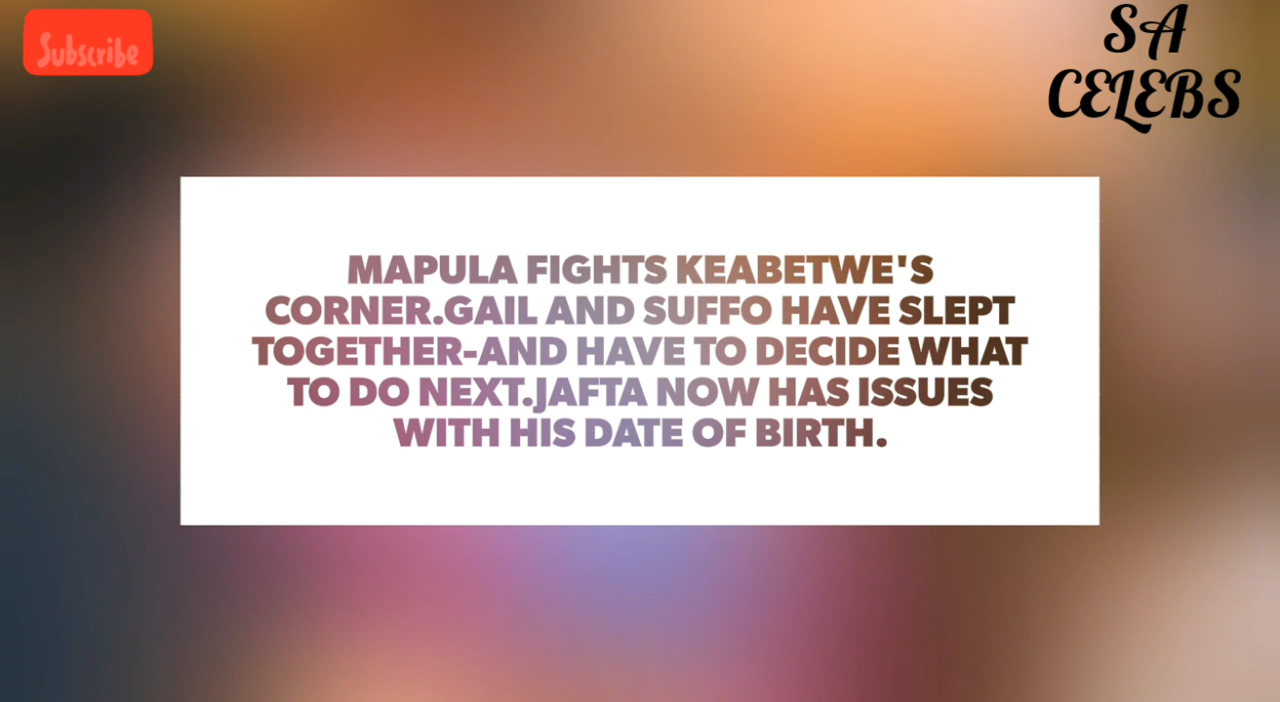 Subscribe
SA
CELEBS
MAPULA FIGHTS KEABETWE'S
CORNER.GAIL AND SUFFO HAVE SLEPT
TOGETHER-AND HAVE TO DECIDE WHAT
TO DO NEXT.JAFTA NOW HAS ISSUES
WITH HIS DATE OF BIRTH.